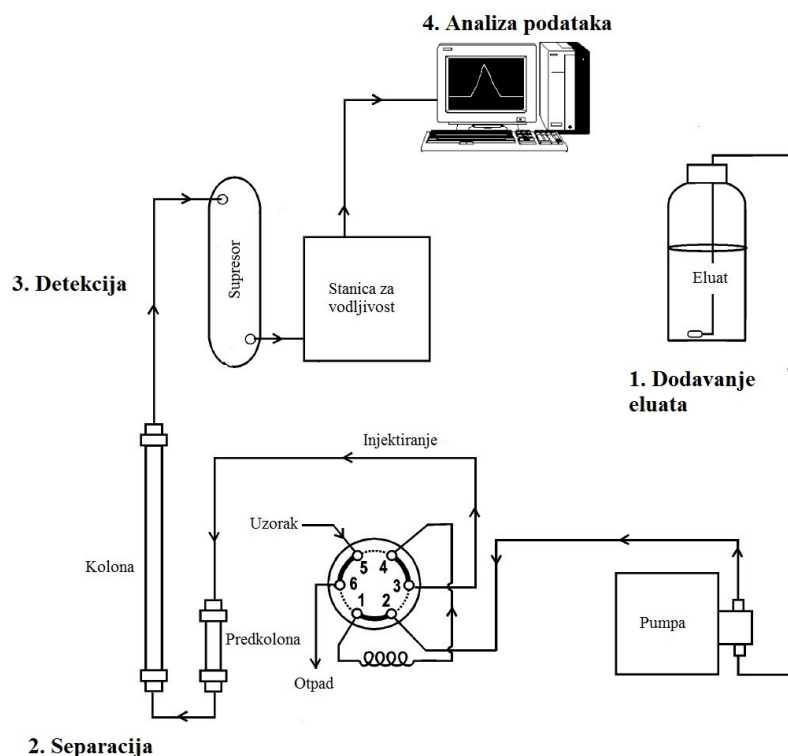 4. Analiza podataka
Supresor
3. Detekcija
Stanica za
vodljivost
Eluat
1. Dodavanje
eluata
Injektiranje
Uzorak
5
4
6
3
1
2
Kolona
Predkolona
Otpad
Pumpa
2. Separacija